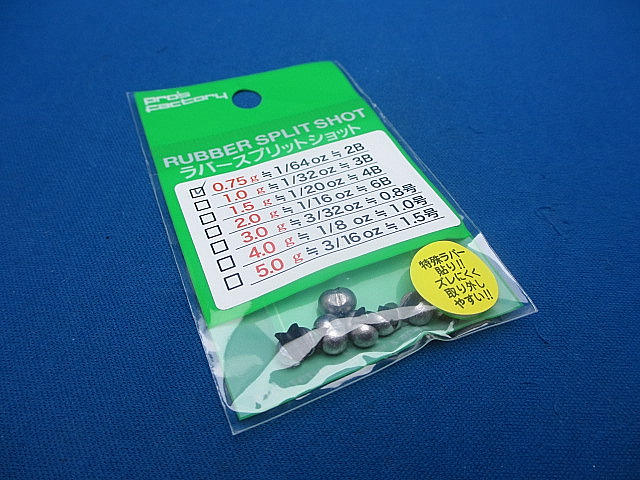 pro's
factory
RUBBER SPLIT SHOT
ラバースプリットショット
0.75g≒1/64oz≒2B
1.0g≒1/32oz≒3B
1.5g≒1/20oz≒4B
2.0g≒1/16oz≒6B
3.0g≒3/32oz≒0.8号
4.0g≒1/8oz≒1.0号
5.0g≒3/16oz≒1.5号
特殊ラバー
貼り!!
ズレにくく
取り外し
やすい!!